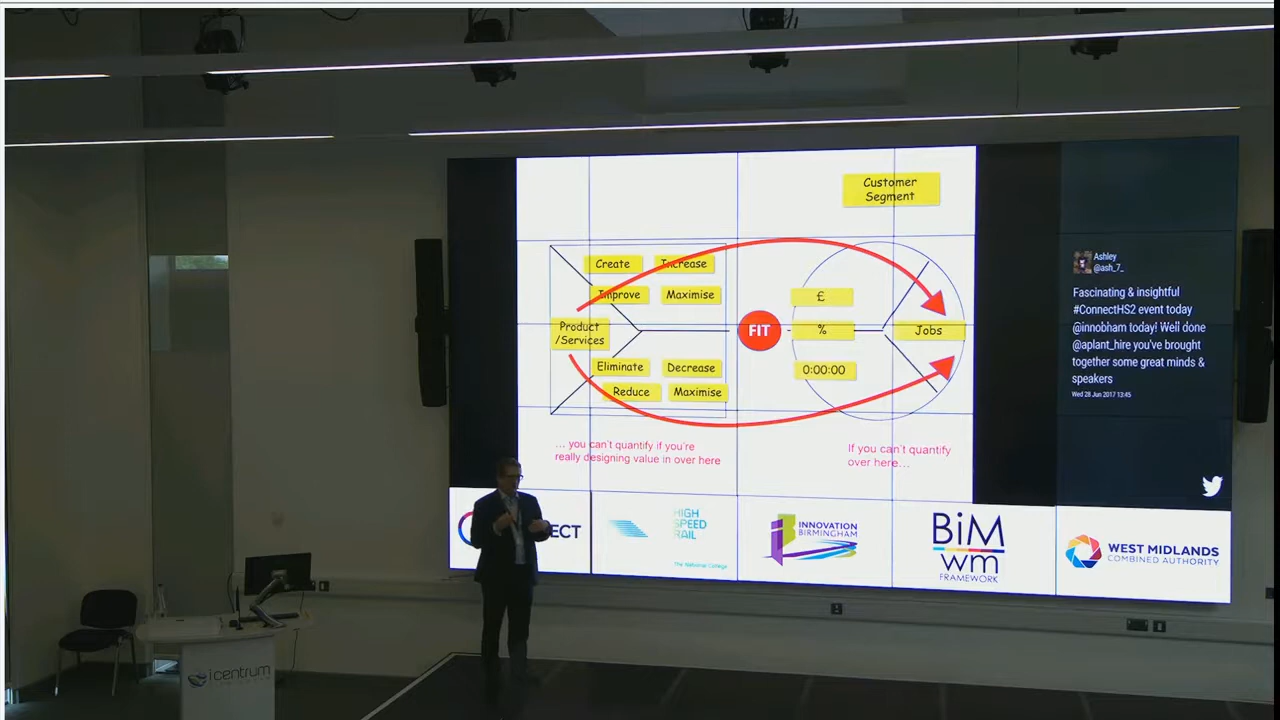 Customer
Segment
Create
Increase
Improve
Maximise
Product
/Services
FIT
£
%
0:00:00
Jobs
Eliminate
Decrease
Reduce
Maximise
... you can't quantify if you're
really designing value in over here
If you can't quantify
over here...
Ashley
@ash_7_
Fascinating & insightful
#ConnectHS2 event today
@innobham today! Well done
@aplant_hire you've brought
together some great minds &
speakers
Wed 28 Jun 2017 13:45
ECT
HIGH
SPEED
RAIL
The National College
INNOVATION
BIRMINGHAM
BiM
wm
FRAMEWORK
WEST MIDLANDS
COMBINED AUTHORITY
icentrum